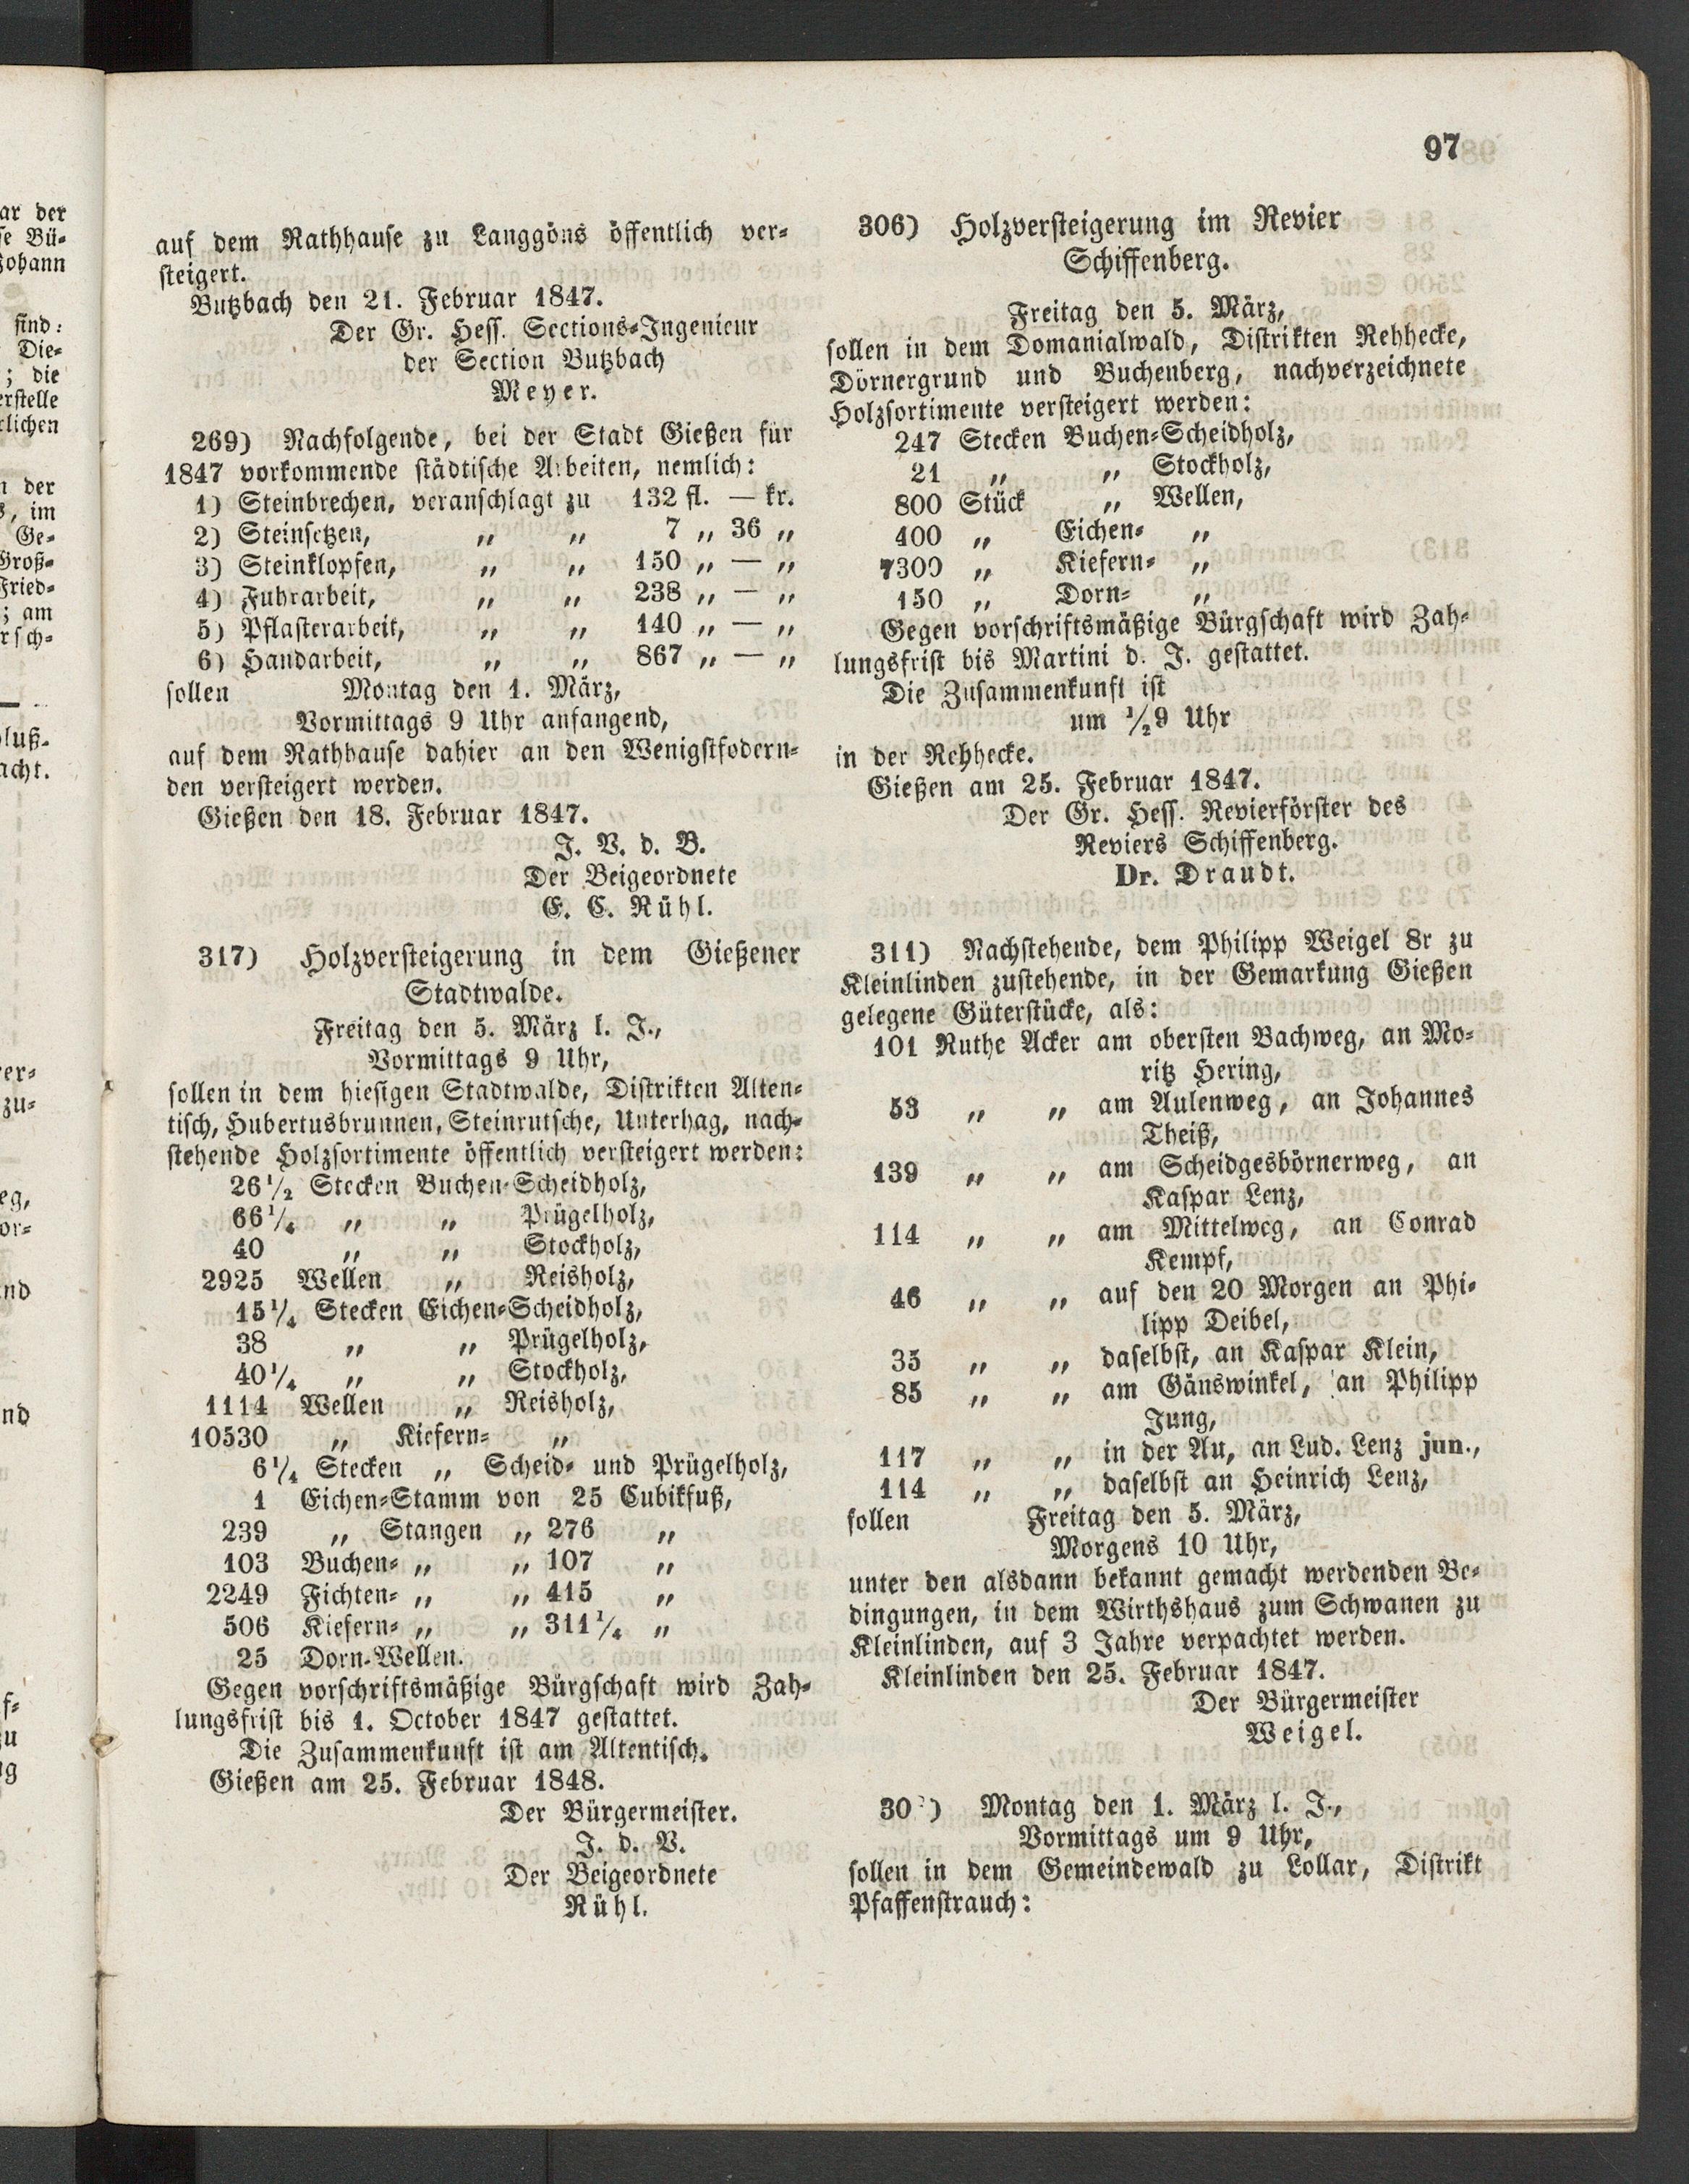 97
auf dem Rathhause zu Langgöns öffentlich ver-
steigert.
Butzbach den 21. Februar 1847.
Der Gr. Hess. Sections-Ingenieur
der Section Butzbach
Meyer.
269) Nachfolgende, bei der Stadt Gießen für
1847 vorkommende städtische Arbeiten, nemlich:
1) Steinbrechen, veranschlagt zu 132 fl. — kr.
2) Steinsetzen, „ „ 7 „ 36 „
3) Steinklopfen, „ „ 150 „ — „
4) Fuhrarbeit, „ „ 238 „ — „
5) Pflasterarbeit, „ „ 140 „ — „
6) Handarbeit, „ „ 867 „ — „
sollen Montag den 1. März,
Vormittags 9 Uhr anfangend,
auf dem Rathhause dahier an den Wenigstfodern-
den versteigert werden.
Gießen den 18. Februar 1847.
J. V. d. B.
Der Beigeordnete
E. C. Rühl.
317) Holzversteigerung in dem Gießener
Stadtwalde.
Freitag den 5. März l. J.,
Vormittags 9 Uhr,
sollen in dem hiesigen Stadtwalde, Distrikten Alten-
tisch, Hubertusbrunnen, Steinrutsche, Unterhag, nach-
stehende Holzsortimente öffentlich versteigert werden:
26 1/2 Stecken Buchen-Scheidholz,
66 1/4 „ „ Prügelholz,
40 „ „ Stockholz,
2925 Wellen „ Reisholz,
15 1/4 Stecken Eichen-Scheidholz,
38 „ „ Prügelholz,
40 1/4 „ „ Stockholz,
1114 Wellen „ Reisholz,
10530 „ Kiefern- „
6 1/4 Stecken „ Scheid- und Prügelholz,
1 Eichen-Stamm von 25 Cubikfuß,
239 „ Stangen „ 276 „
103 Buchen- „ „ 107 „
2249 Fichten- „ „ 415 „
506 Kiefern- „ „ 311 1/4 „
25 Dorn-Wellen.
Gegen vorschriftsmäßige Bürgschaft wird Zah-
lungsfrist bis 1. October 1847 gestattet.
Die Zusammenkunft ist am Altentisch.
Gießen am 25. Februar 1848.
Der Bürgermeister.
J. d. V.
Der Beigeordnete
Rühl.
306) Holzversteigerung im Revier
Schiffenberg.
Freitag den 5. März,
sollen in dem Domanialwald, Distrikten Rehhecke,
Dörnergrund und Buchenberg, nachverzeichnete
Holzsortimente versteigert werden:
247 Stecken Buchen-Scheidholz,
21 „ „ Stockholz,
800 Stück „ Wellen,
400 „ Eichen- „
7300 „ Kiefern- „
150 „ Dorn- „
Gegen vorschriftsmäßige Bürgschaft wird Zah-
lungsfrist bis Martini d. J. gestattet.
Die Zusammenkunft ist
um 1/2 9 Uhr
in der Rehhecke.
Gießen am 25. Februar 1847.
Der Gr. Hess. Revierförster des
Reviers Schiffenberg.
Dr. Draudt.
311) Nachstehende, dem Philipp Weigel 8r zu
Kleinlinden zustehende, in der Gemarkung Gießen
gelegene Güterstücke, als:
101 Ruthe Acker am obersten Bachweg, an Mo-
ritz Hering,
53 „ „ am Aulenweg, an Johannes
Theiß,
139 „ „ am Scheidgesbörnerweg, an
Kaspar Lenz,
114 „ „ am Mittelweg, an Conrad
Kempf,
46 „ „ auf den 20 Morgen an Phi-
lipp Deibel,
35 „ „ daselbst, an Kaspar Klein,
85 „ „ am Gänswinkel, an Philipp
Jung,
117 „ „ in der Au, an Lud. Lenz jun.,
114 „ „ daselbst an Heinrich Lenz,
sollen Freitag den 5. März,
Morgens 10 Uhr,
unter den alsdann bekannt gemacht werdenden Be-
dingungen, in dem Wirthshaus zum Schwanen zu
Kleinlinden, auf 3 Jahre verpachtet werden.
Kleinlinden den 25. Februar 1847.
Der Bürgermeister
Weigel.
30 ) Montag den 1. März l. J.,
Vormittags um 9 Uhr,
sollen in dem Gemeindewald zu Lollar, Distrikt
Pfaffenstrauch: